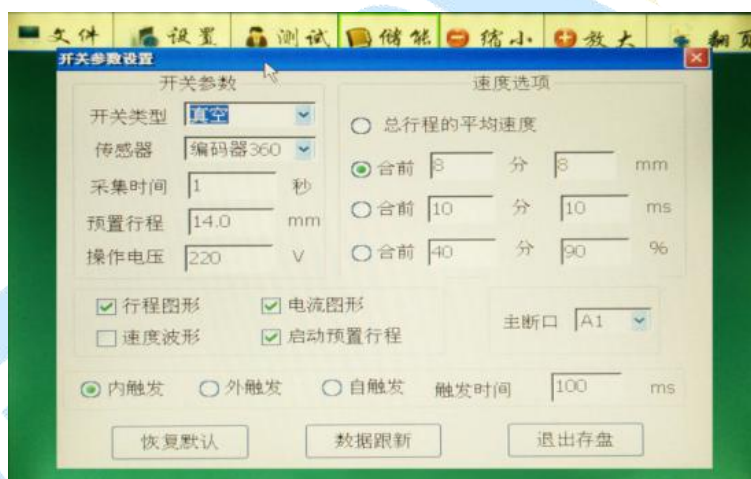 文件 设置 测试 储能 缩小 放大 翻页
开关参数设置
开关参数
开关类型 真空
传感器 编码器360
采集时间 1 秒
预置行程 14.0 mm
操作电压 220 V
速度选项
总行程的平均速度
合前 8 分 8 mm
合前 10 分 10 ms
合前 40 分 90 %
行程图形 电流图形
速度波形 启动预置行程
主断口 A1
内触发 外触发 自触发 触发时间 100 ms
恢复默认 数据跟新 退出存盘